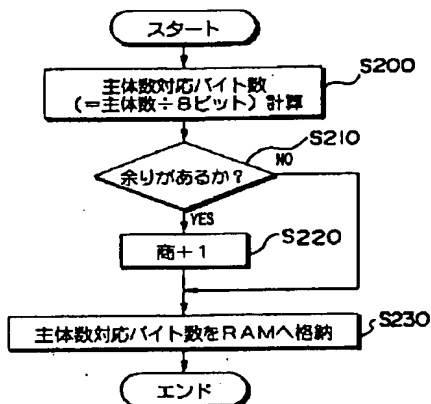 スタート
S200
主体数対応バイト数
(=主体数÷8ビット)計算
S210
余りがあるか?
NO
YES
S220
商+1
S230
主体数対応バイト数をRAMへ格納
エンド